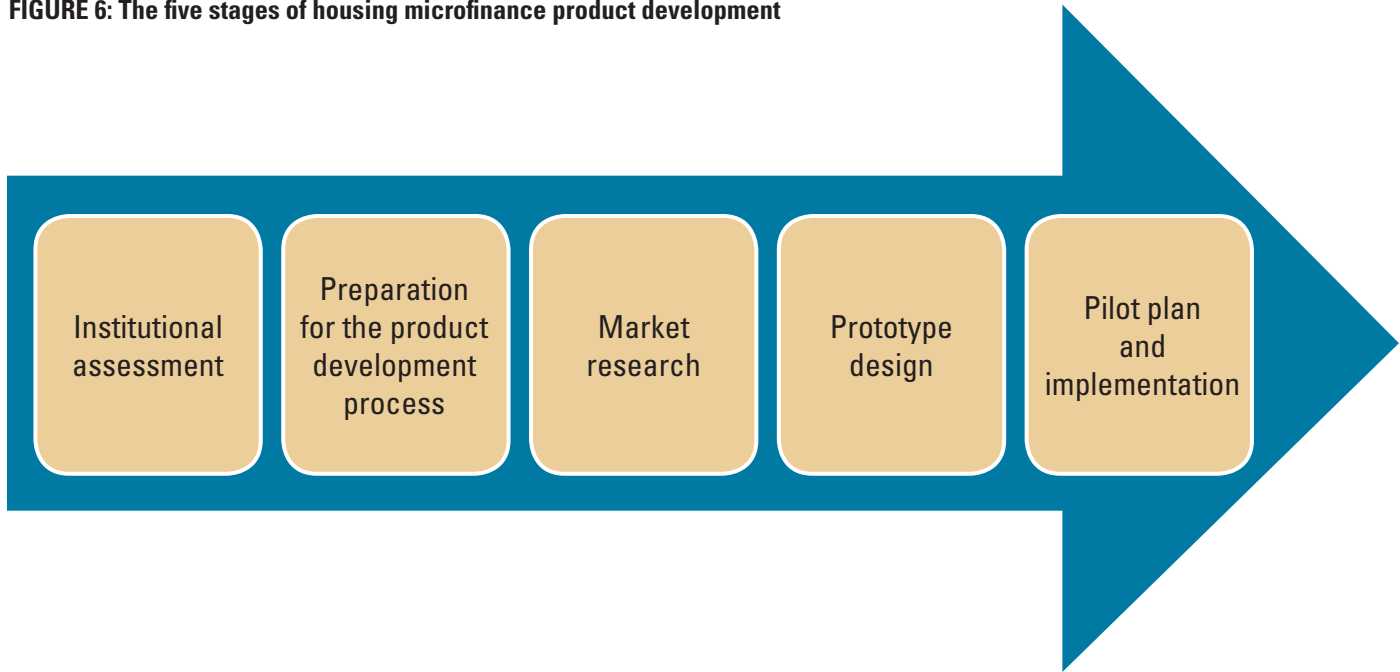 FIGURE 6: The five stages of housing microfinance product development
Institutional
assessment
Preparation
for the product
development
process
Market
research
Prototype
design
Pilot plan
and
implementation